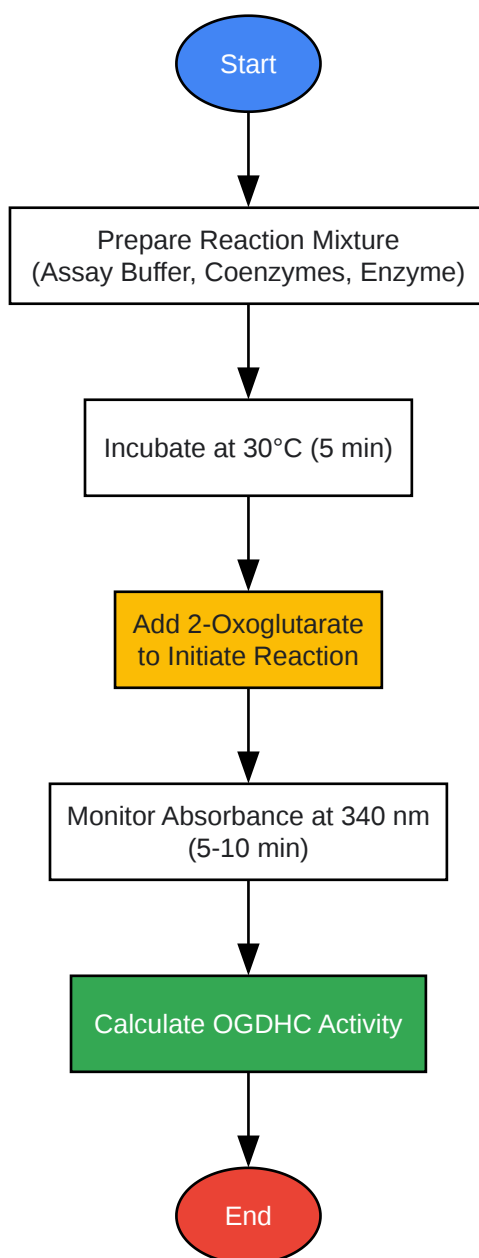 Start
Prepare Reaction Mixture
(Assay Buffer, Coenzymes, Enzyme)
Incubate at 30°C (5 min)
Add 2-Oxoglutarate
to Initiate Reaction
Monitor Absorbance at 340 nm
(5-10 min)
Calculate OGDHC Activity
End